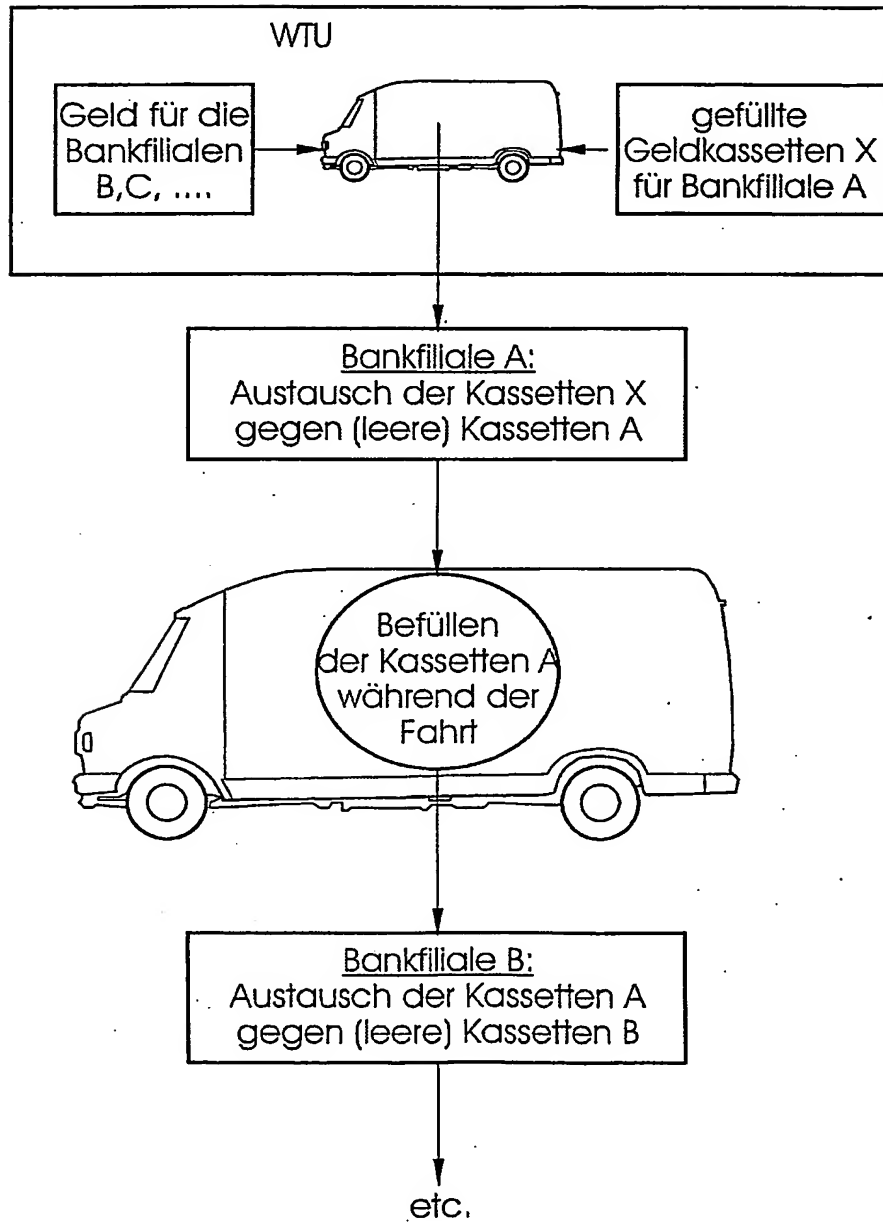 WTU
Geld für die
Bankfilialen
B,C, ....
gefüllte
Geldkassetten X
für Bankfiliale A
Bankfiliale A:
Austausch der Kassetten X
gegen (leere) Kassetten A
Befüllen
der Kassetten A
während der
Fahrt
Bankfiliale B:
Austausch der Kassetten A
gegen (leere) Kassetten B
etc.